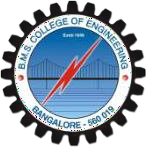 B.M.S. COLLEGE OF ENGINEERING
Estd-1946
BANGALORE - 560 019